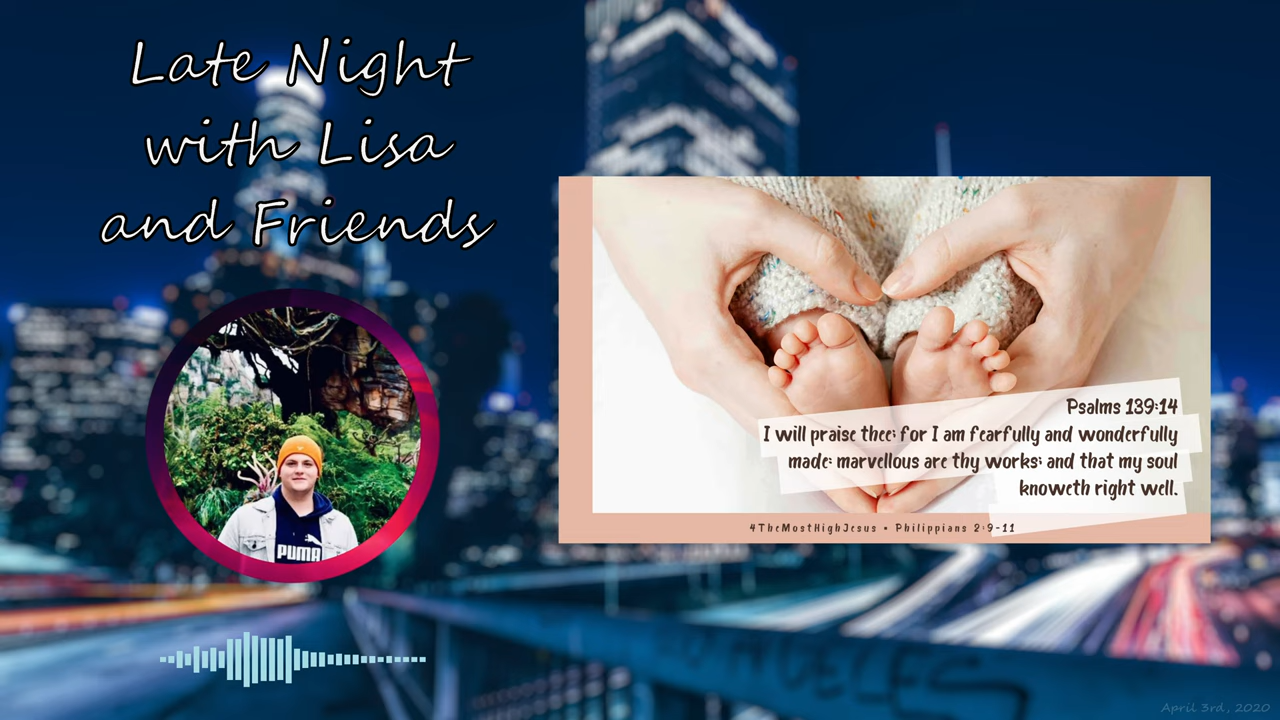 Late Night
with Lisa
and Friends
PUMA
Psalms 139:14
I will praise thee; for I am fearfully and wonderfully
made: marvellous are thy works; and that my soul
knoweth right well.
4TheMostHighJesus • Philippians 2:9-11
ANGELES
April 3rd, 2020